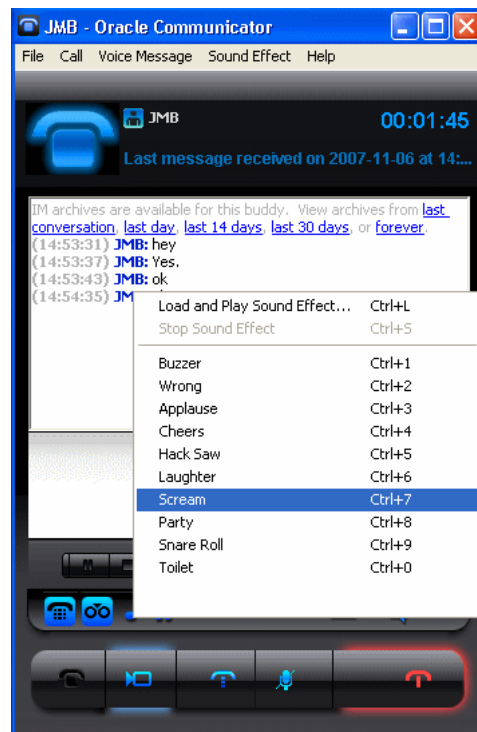 JMB - Oracle Communicator
File Call Voice Message Sound Effect Help
JMB
00:01:45
Last message received on 2007-11-06 at 14:...
IM archives are available for this buddy. View archives from last
conversation, last day, last 14 days, last 30 days, or forever.
(14:53:31) JMB: hey
(14:53:37) JMB: Yes.
(14:53:43) JMB: ok
(14:54:35)
Load and Play Sound Effect... Ctrl+L
Stop Sound Effect Ctrl+S
Buzzer Ctrl+1
Wrong Ctrl+2
Applause Ctrl+3
Cheers Ctrl+4
Hack Saw Ctrl+5
Laughter Ctrl+6
Scream Ctrl+7
Party Ctrl+8
Snare Roll Ctrl+9
Toilet Ctrl+0